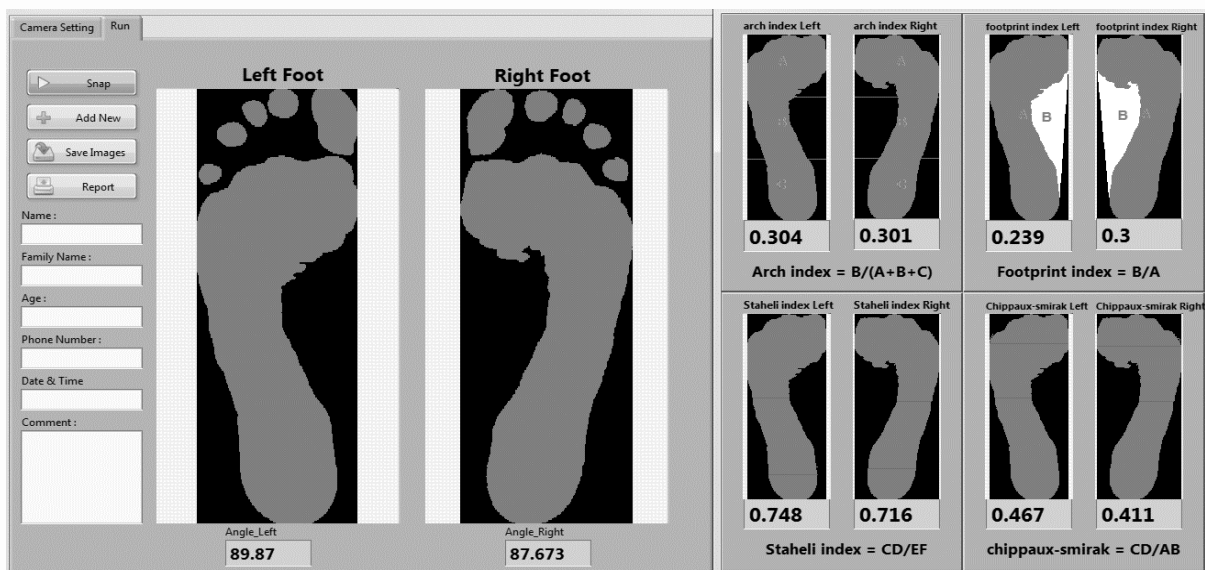 Camera Setting
Run
Snap
Add New
Save Images
Report
Name :
Family Name :
Age :
Phone Number :
Date & Time
Comment :
Left Foot
Right Foot
Angle_Left
89.87
Angle_Right
87.673
arch index Left
arch index Right
A
A
B
B
C
C
0.304
0.301
Arch index = B/(A+B+C)
footprint index Left
footprint index Right
A
B
B
A
0.239
0.3
Footprint index = B/A
Staheli index Left
Staheli index Right
0.748
0.716
Staheli index = CD/EF
Chippaux-smirak Left
Chippaux-smirak Right
0.467
0.411
chippaux-smirak = CD/AB